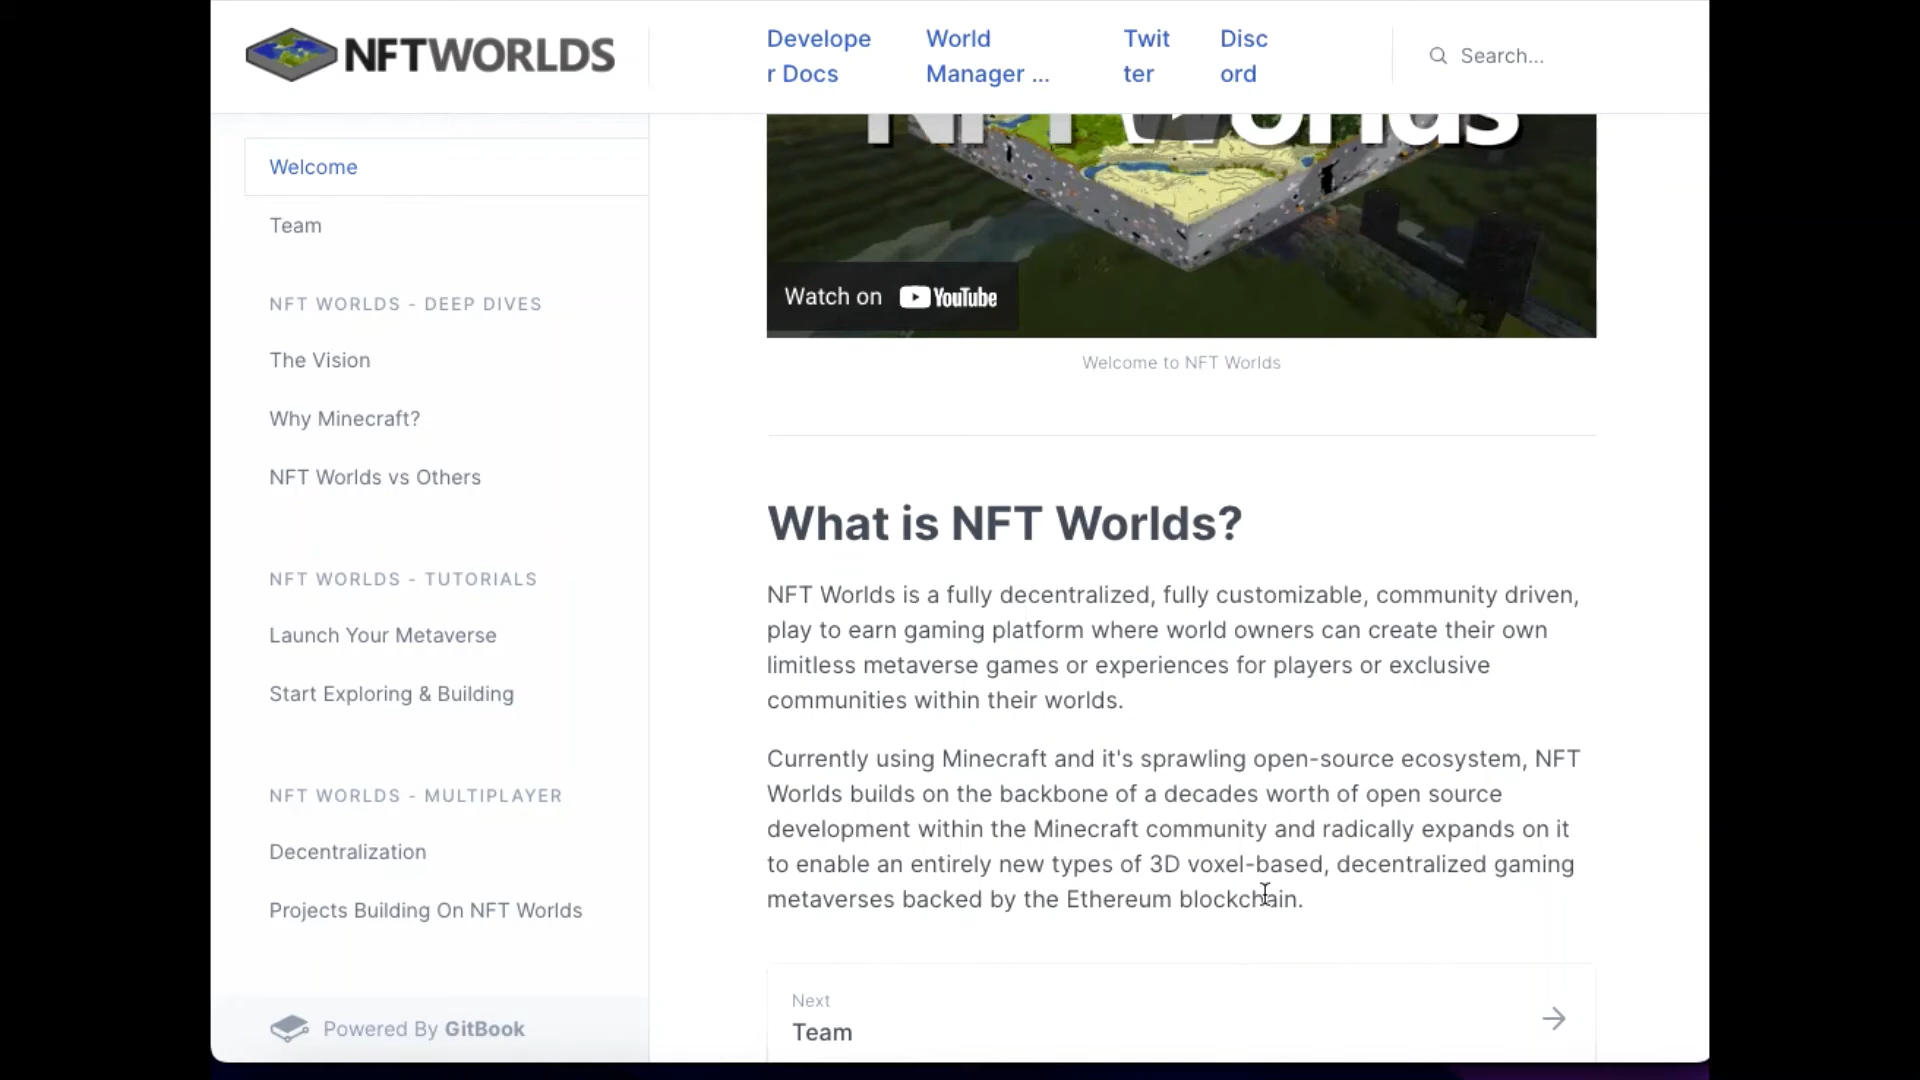 NFTWORLDS
Develope
r Docs
World
Manager ...
Twit
ter
Disc
ord
Search...
Welcome
Team
NFT WORLDS - DEEP DIVES
The Vision
Why Minecraft?
NFT Worlds vs Others
NFT WORLDS - TUTORIALS
Launch Your Metaverse
Start Exploring & Building
NFT WORLDS - MULTIPLAYER
Decentralization
Projects Building On NFT Worlds
Powered By GitBook
NFT Worlds
Watch on YouTube
Welcome to NFT Worlds
What is NFT Worlds?
NFT Worlds is a fully decentralized, fully customizable, community driven,
play to earn gaming platform where world owners can create their own
limitless metaverse games or experiences for players or exclusive
communities within their worlds.
Currently using Minecraft and it's sprawling open-source ecosystem, NFT
Worlds builds on the backbone of a decades worth of open source
development within the Minecraft community and radically expands on it
to enable an entirely new types of 3D voxel-based, decentralized gaming
metaverses backed by the Ethereum blockchain.
Next
Team